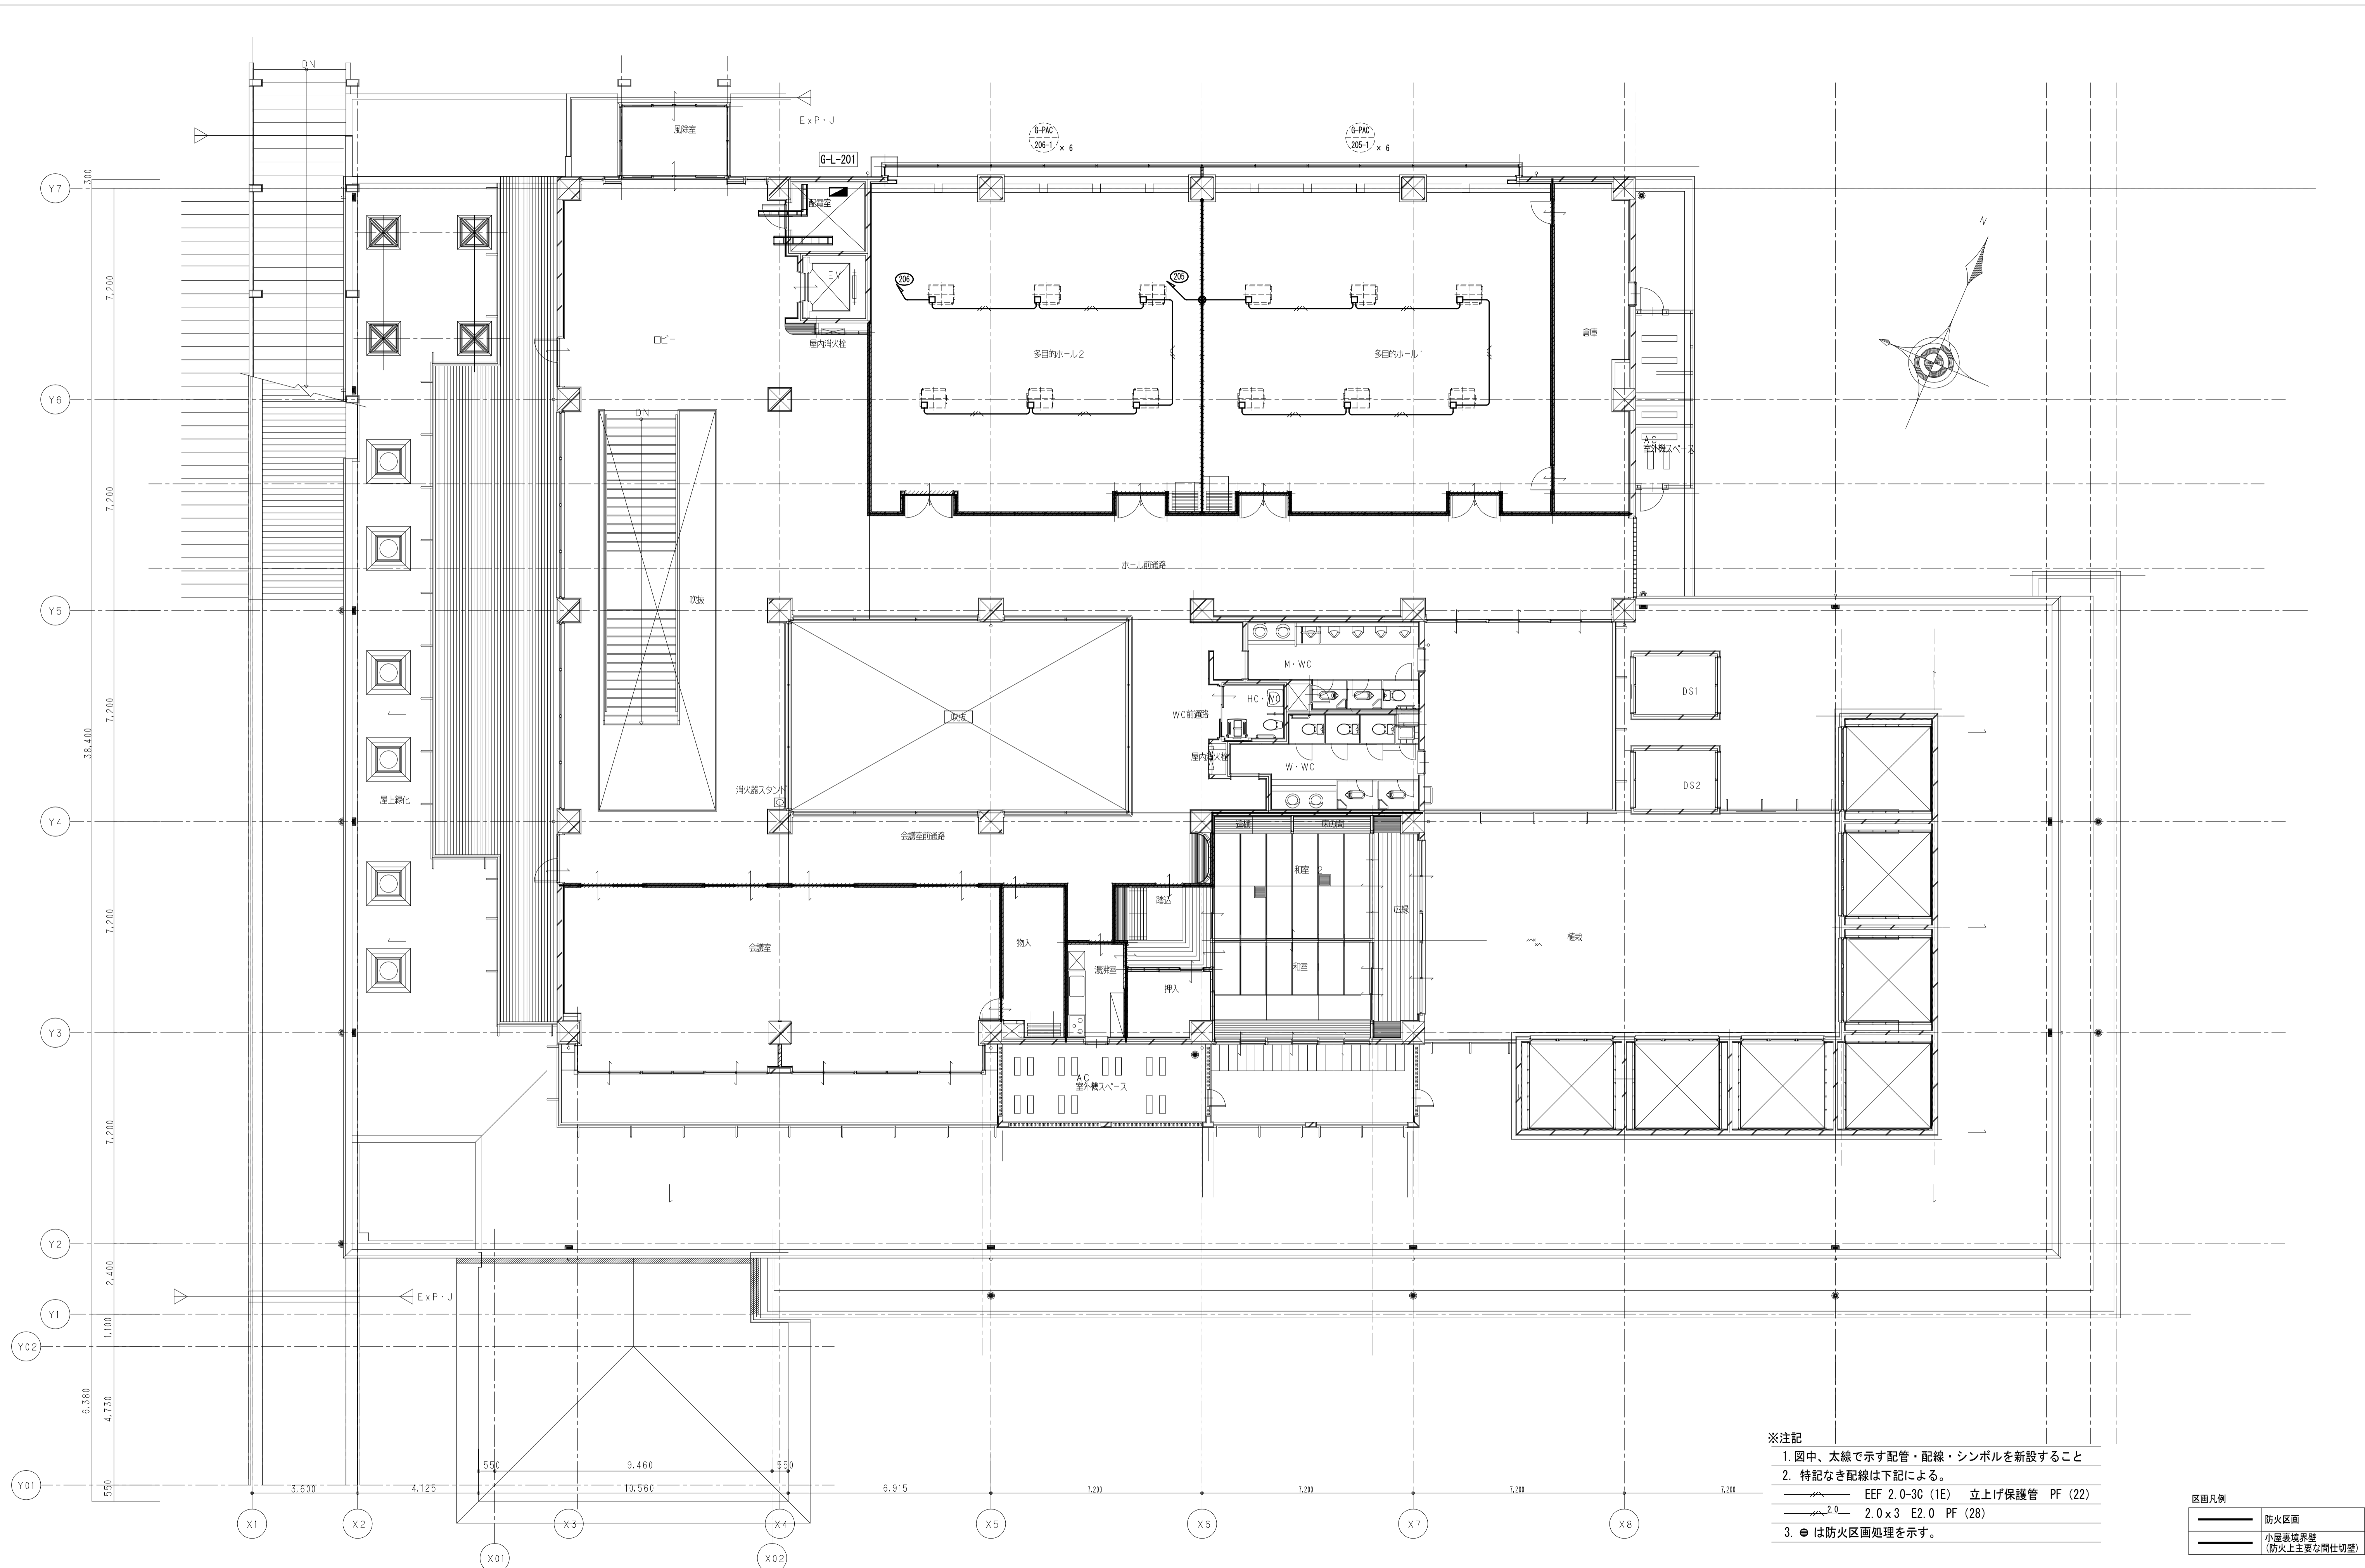 DN
風除室
ExP・J
G-L-201
G-PAC
206-1
× 6
G-PAC
205-1
× 6
Y7
300
配電室
N
7,200
EV
206
205
ロビー
屋内消火栓
多目的ホール2
多目的ホール1
倉庫
Y6
DN
AC
室外機スペース
7,200
ホール前通路
Y5
吹抜
M・WC
7,200
HC・WC
DS1
WC前通路
吹抜
38,400
屋内消火栓
W・WC
DS2
消火器スタンド
屋上緑化
Y4
違棚
床の間
会議室前通路
和室 2
踏込
広縁
7,200
会議室
物入
植栽
湯沸室
和室
押入
Y3
AC
室外機スペース
7,200
Y2
2,400
ExP・J
Y1
1,100
Y02
6,380
4,730
550
9,460
550
Y01
550
3,600
4,125
10,560
6,915
7,200
7,200
7,200
7,200
X1
X2
X3
X4
X5
X6
X7
X8
X01
X02
※注記
1. 図中、太線で示す配管・配線・シンボルを新設すること
2. 特記なき配線は下記による。
EEF 2.0-3C (1E) 立上げ保護管 PF (22)
2.0 2.0x3 E2.0 PF (28)
3. は防火区画処理を示す。
区画凡例
防火区画
小屋裏境界壁
(防火上主要な間仕切壁)